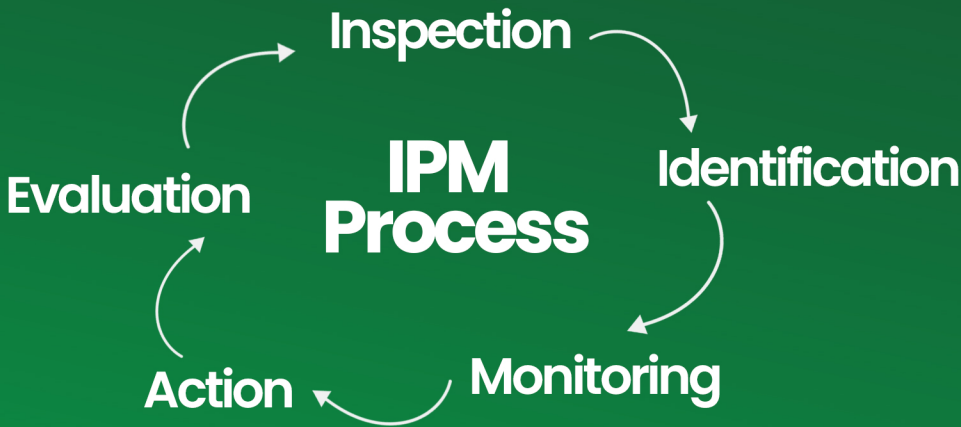 Inspection
IPM
Process
Identification
Evaluation
Monitoring
Action